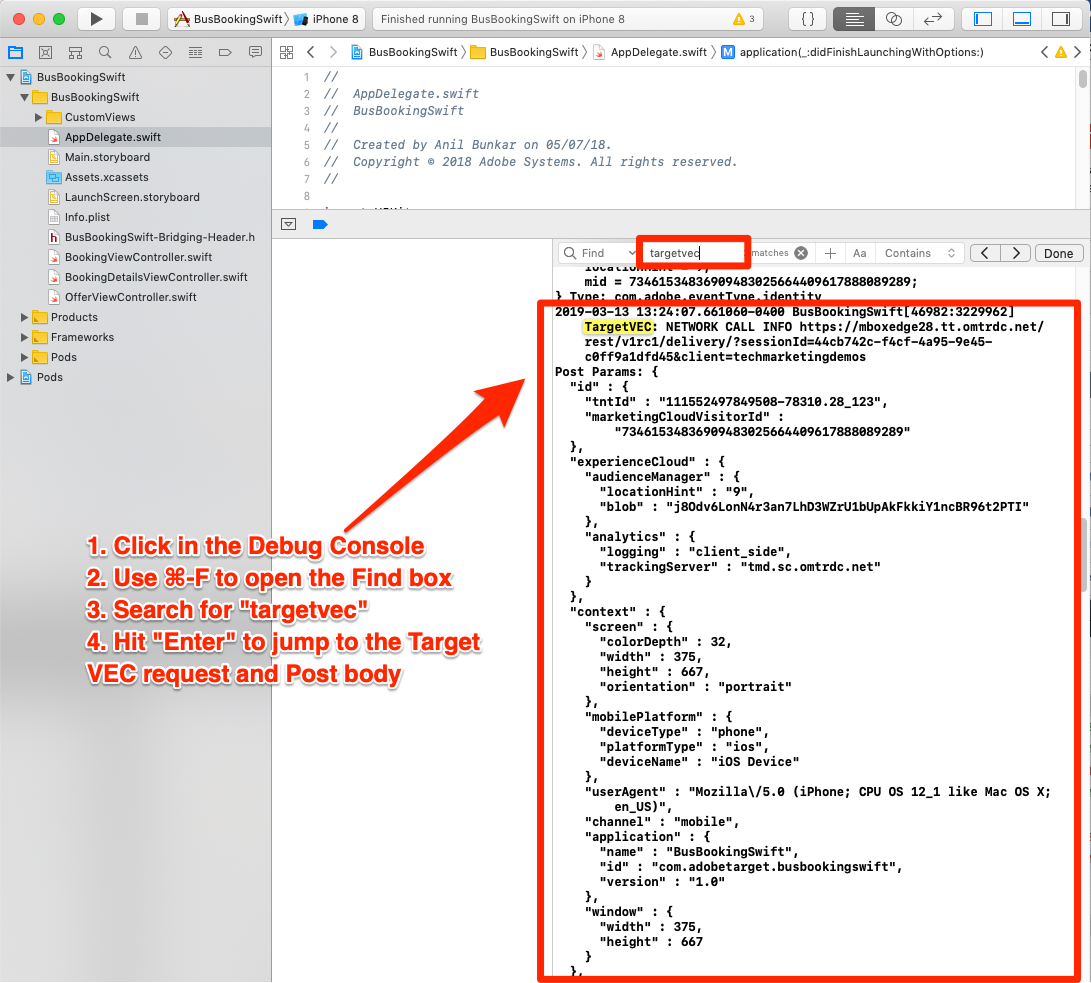 BusBookingSwift
iPhone 8
Finished running BusBookingSwift on iPhone 8
3
{ }
BusBookingSwift
BusBookingSwift
AppDelegate.swift
M
application(_:didFinishLaunchingWithOptions:)
BusBookingSwift
BusBookingSwift
CustomViews
AppDelegate.swift
Main.storyboard
Assets.xcassets
LaunchScreen.storyboard
Info.plist
h BusBookingSwift-Bridging-Header.h
BookingViewController.swift
BookingDetailsViewController.swift
OfferViewController.swift
Products
Frameworks
Pods
Pods
1 //
2 //  AppDelegate.swift
3 //  BusBookingSwift
4 //
5 //  Created by Anil Bunkar on 05/07/18.
6 //  Copyright © 2018 Adobe Systems. All rights reserved.
7 //
8
Find
targetvec
matches
Aa
Contains
Done
mid = 73461534836909483025664409617888089289;
} Type: com.adobe.eventType.identity
2019-03-13 13:24:07.661060-0400 BusBookingSwift[46982:3229962]
TargetVEC: NETWORK CALL INFO https://mboxedge28.tt.omtrdc.net/
rest/v1rc1/delivery/?sessionId=44cb742c-f4cf-4a95-9e45-
c0ff9a1dfd45&client=techmarketingdemos
Post Params: {
"id" : {
"tntId" : "111552497849508-78310.28_123",
"marketingCloudVisitorId" :
"73461534836909483025664409617888089289"
},
"experienceCloud" : {
"audienceManager" : {
"locationHint" : "9",
"blob" : "j8Odv6LonN4r3an7LhD3WZrU1bUpAkFkkiY1ncBR96t2PTI"
},
"analytics" : {
"logging" : "client_side",
"trackingServer" : "tmd.sc.omtrdc.net"
}
},
"context" : {
"screen" : {
"colorDepth" : 32,
"width" : 375,
"height" : 667,
"orientation" : "portrait"
},
"mobilePlatform" : {
"deviceType" : "phone",
"platformType" : "ios",
"deviceName" : "iOS Device"
},
"userAgent" : "Mozilla\/5.0 (iPhone; CPU OS 12_1 like Mac OS X;
en_US)",
"channel" : "mobile",
"application" : {
"name" : "BusBookingSwift",
"id" : "com.adobetarget.busbookingswift",
"version" : "1.0"
},
"window" : {
"width" : 375,
"height" : 667
}
},
1. Click in the Debug Console
2. Use ⌘-F to open the Find box
3. Search for "targetvec"
4. Hit "Enter" to jump to the Target
VEC request and Post body